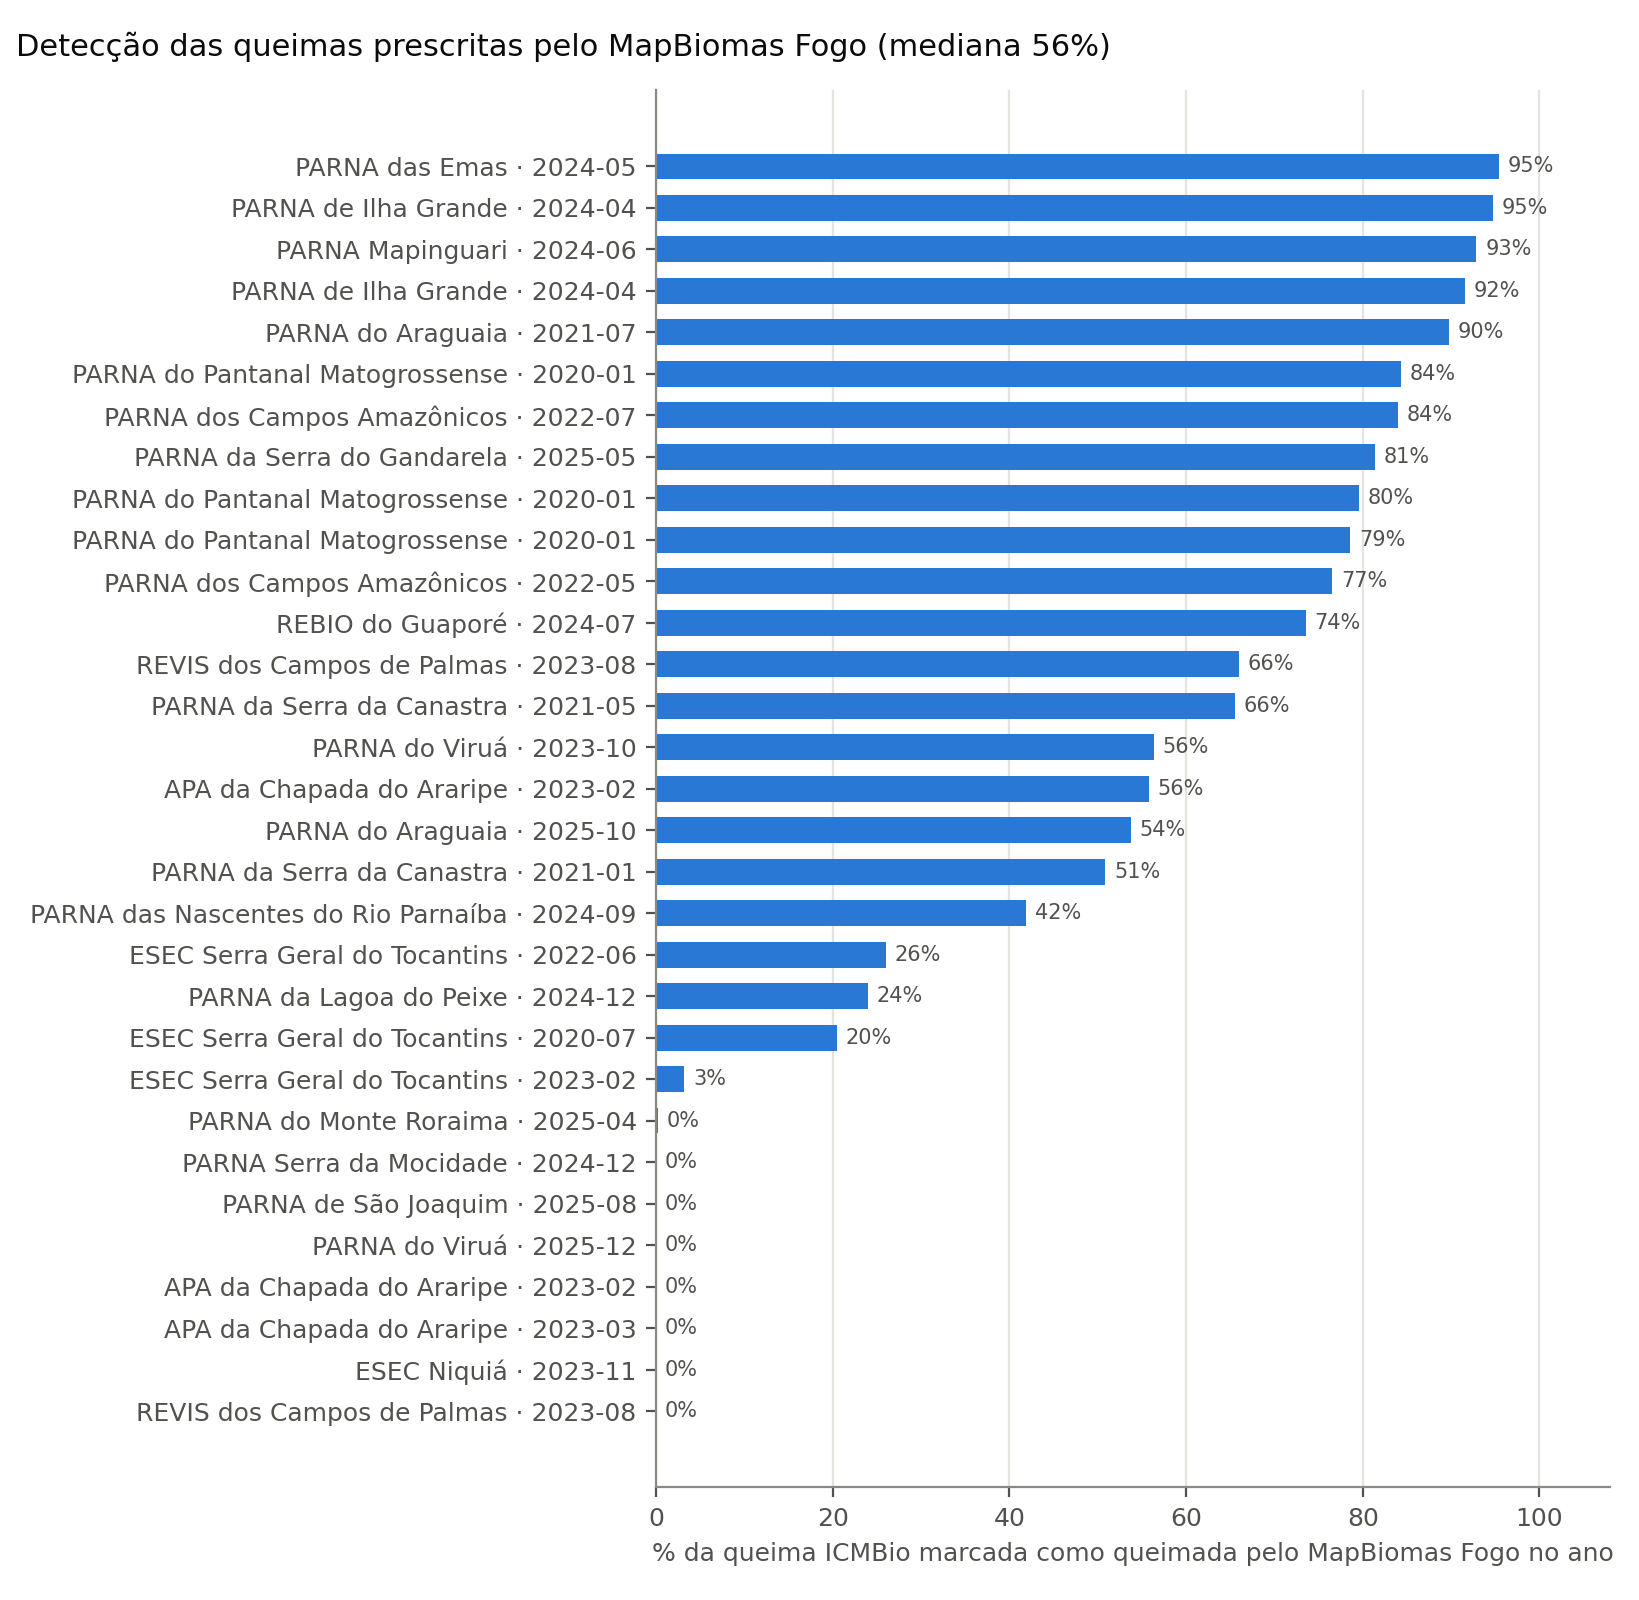 Detecção das queimas prescritas pelo MapBiomas Fogo (mediana 56%)
PARNA das Emas · 2024-05 95%
PARNA de Ilha Grande · 2024-04 95%
PARNA Mapinguari · 2024-06 93%
PARNA de Ilha Grande · 2024-04 92%
PARNA do Araguaia · 2021-07 90%
PARNA do Pantanal Matogrossense · 2020-01 84%
PARNA dos Campos Amazônicos · 2022-07 84%
PARNA da Serra do Gandarela · 2025-05 81%
PARNA do Pantanal Matogrossense · 2020-01 80%
PARNA do Pantanal Matogrossense · 2020-01 79%
PARNA dos Campos Amazônicos · 2022-05 77%
REBIO do Guaporé · 2024-07 74%
REVIS dos Campos de Palmas · 2023-08 66%
PARNA da Serra da Canastra · 2021-05 66%
PARNA do Viruá · 2023-10 56%
APA da Chapada do Araripe · 2023-02 56%
PARNA do Araguaia · 2025-10 54%
PARNA da Serra da Canastra · 2021-01 51%
PARNA das Nascentes do Rio Parnaíba · 2024-09 42%
ESEC Serra Geral do Tocantins · 2022-06 26%
PARNA da Lagoa do Peixe · 2024-12 24%
ESEC Serra Geral do Tocantins · 2020-07 20%
ESEC Serra Geral do Tocantins · 2023-02 3%
PARNA do Monte Roraima · 2025-04 0%
PARNA Serra da Mocidade · 2024-12 0%
PARNA de São Joaquim · 2025-08 0%
PARNA do Viruá · 2025-12 0%
APA da Chapada do Araripe · 2023-02 0%
APA da Chapada do Araripe · 2023-03 0%
ESEC Niquiá · 2023-11 0%
REVIS dos Campos de Palmas · 2023-08 0%
0 20 40 60 80 100
% da queima ICMBio marcada como queimada pelo MapBiomas Fogo no ano